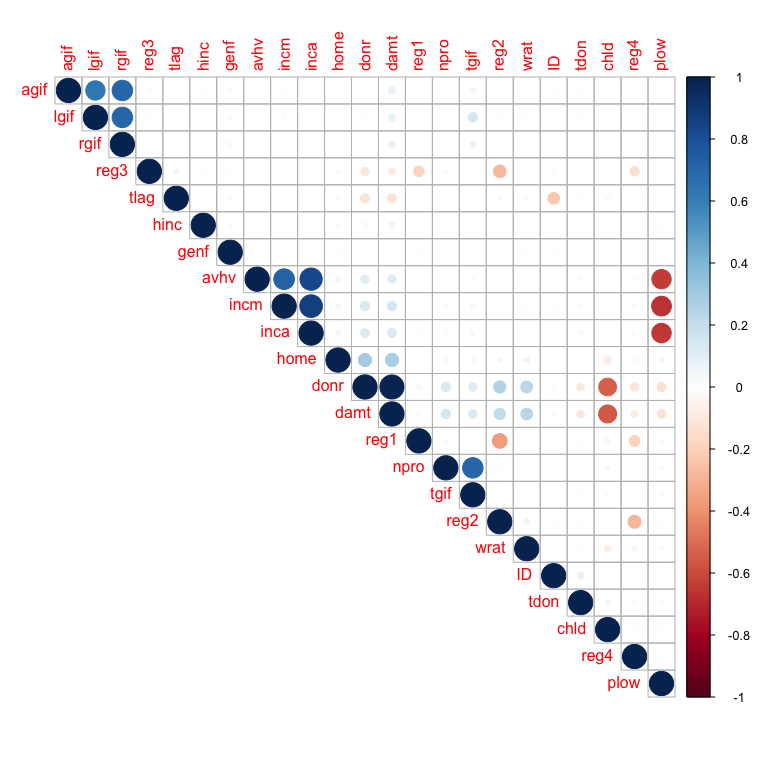 agif lgif rgif reg3 tlag hinc genf avhv incm inca home donr damt reg1 npro tgif reg2 wrat ID tdon chld reg4 plow
agif
lgif
rgif
reg3
tlag
hinc
genf
avhv
incm
inca
home
donr
damt
reg1
npro
tgif
reg2
wrat
ID
tdon
chld
reg4
plow
1
0.8
0.6
0.4
0.2
0
-0.2
-0.4
-0.6
-0.8
-1